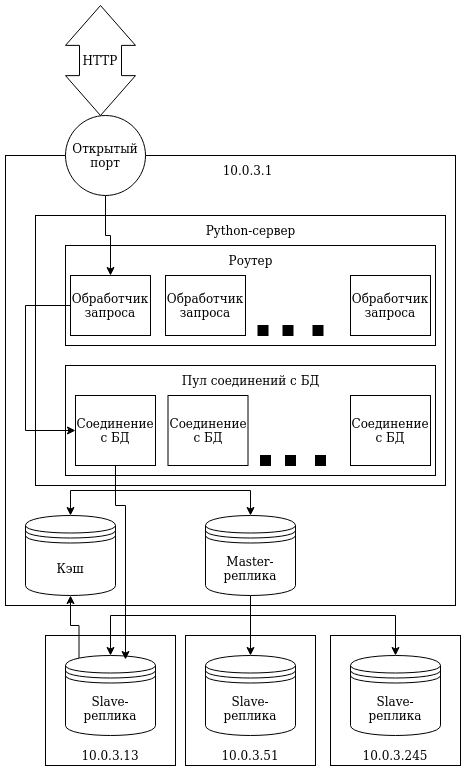 HTTP
Открытый
порт
10.0.3.1
Python-сервер
Роутер
Обработчик
запроса
Обработчик
запроса
Обработчик
запроса
Пул соединений с БД
Соединение
с БД
Соединение
с БД
Соединение
с БД
Кэш
Master-
реплика
Slave-
реплика
10.0.3.13
Slave-
реплика
10.0.3.51
Slave-
реплика
10.0.3.245